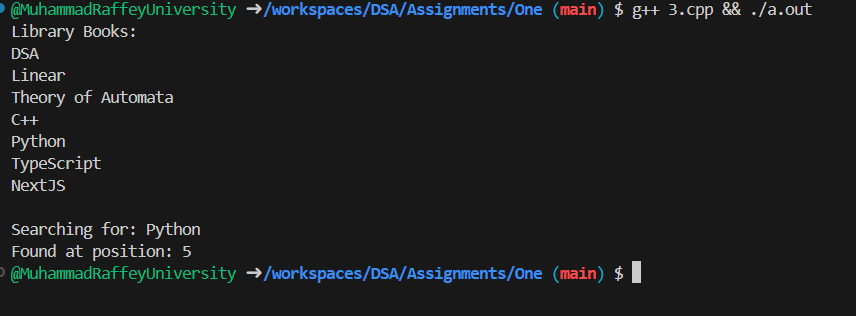 @MuhammadRaffeyUniversity ➜/workspaces/DSA/Assignments/One (main) $ g++ 3.cpp && ./a.out
Library Books:
DSA
Linear
Theory of Automata
C++
Python
TypeScript
NextJS

Searching for: Python
Found at position: 5
@MuhammadRaffeyUniversity ➜/workspaces/DSA/Assignments/One (main) $